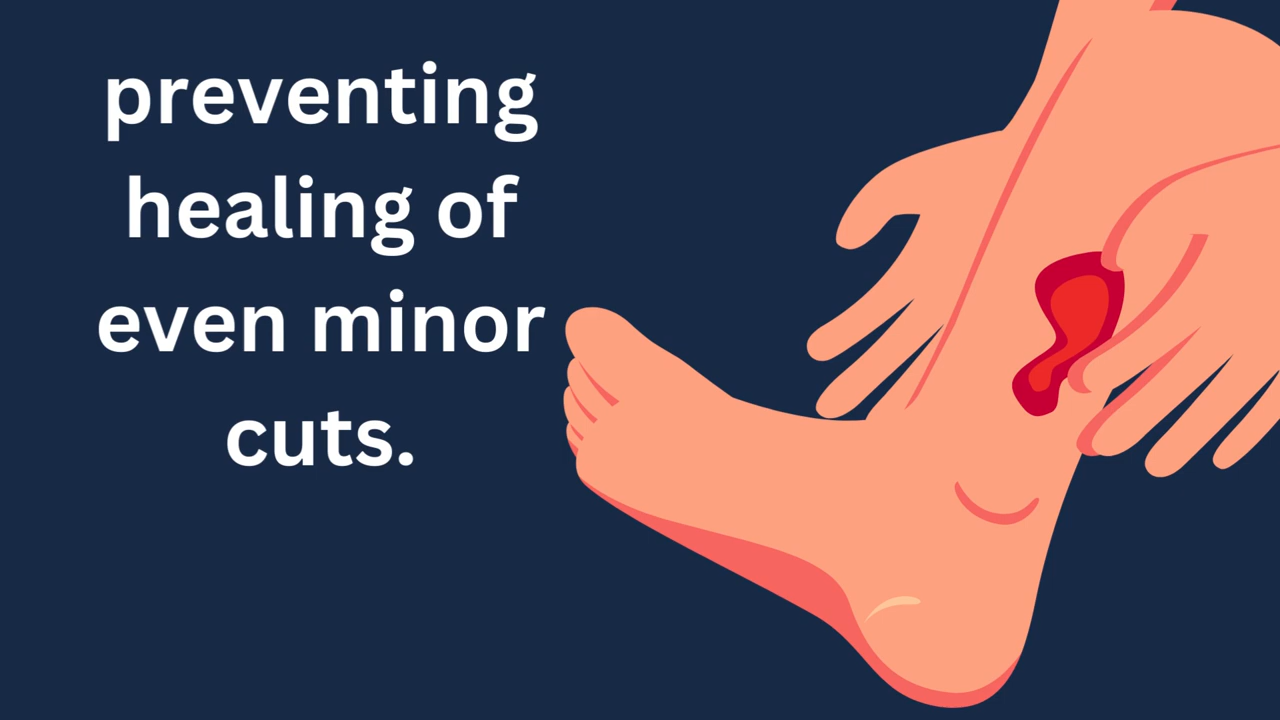 preventing
healing of
even minor
cuts.